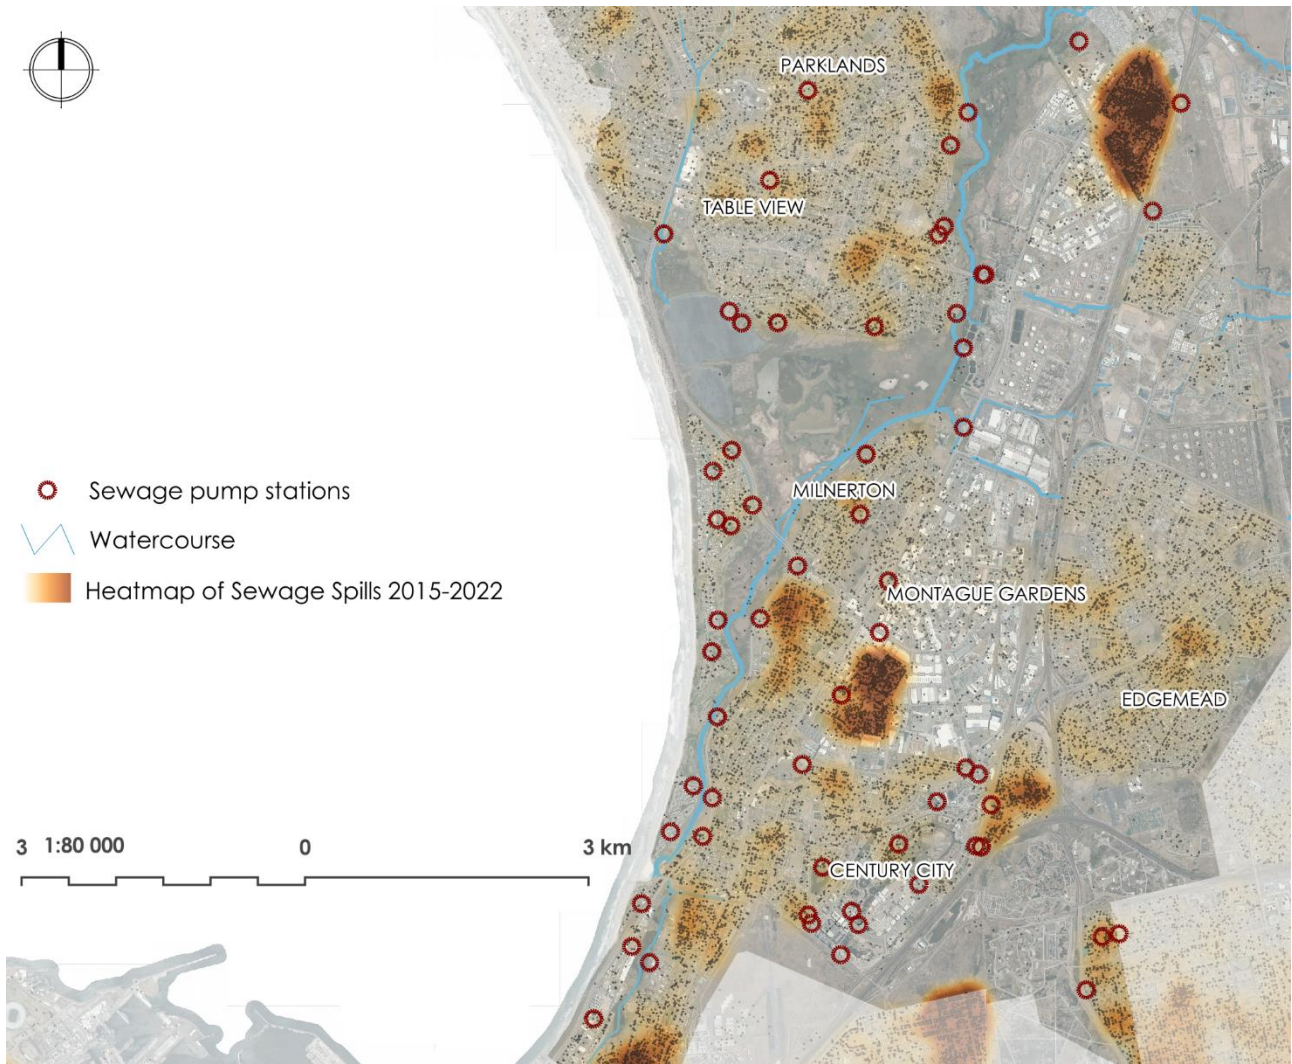 PARKLANDS
TABLE VIEW
Sewage pump stations
MILNERTON
Watercourse
Heatmap of Sewage Spills 2015-2022
MONTAGUE GARDENS
EDGEMEAD
3 1:80 000 0 3 km
CENTURY CITY